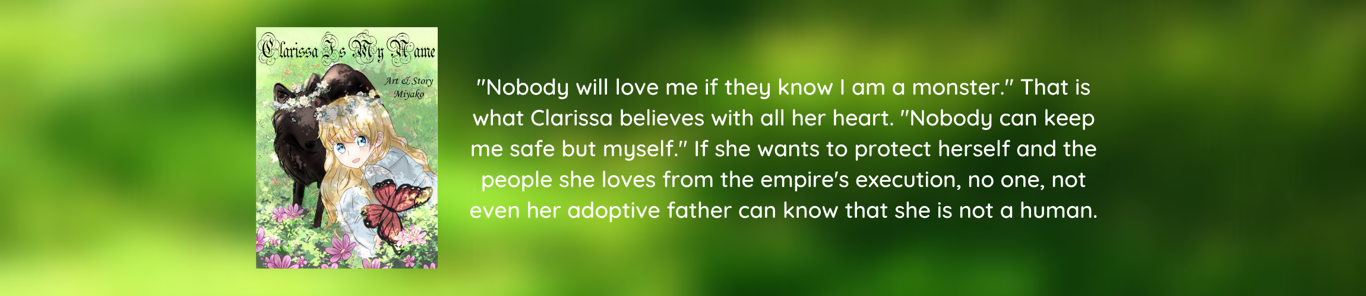 Clarissa Is My Name
Art & Story
Miyako
"Nobody will love me if they know I am a monster." That is
what Clarissa believes with all her heart. "Nobody can keep
me safe but myself." If she wants to protect herself and the
people she loves from the empire's execution, no one, not
even her adoptive father can know that she is not a human.